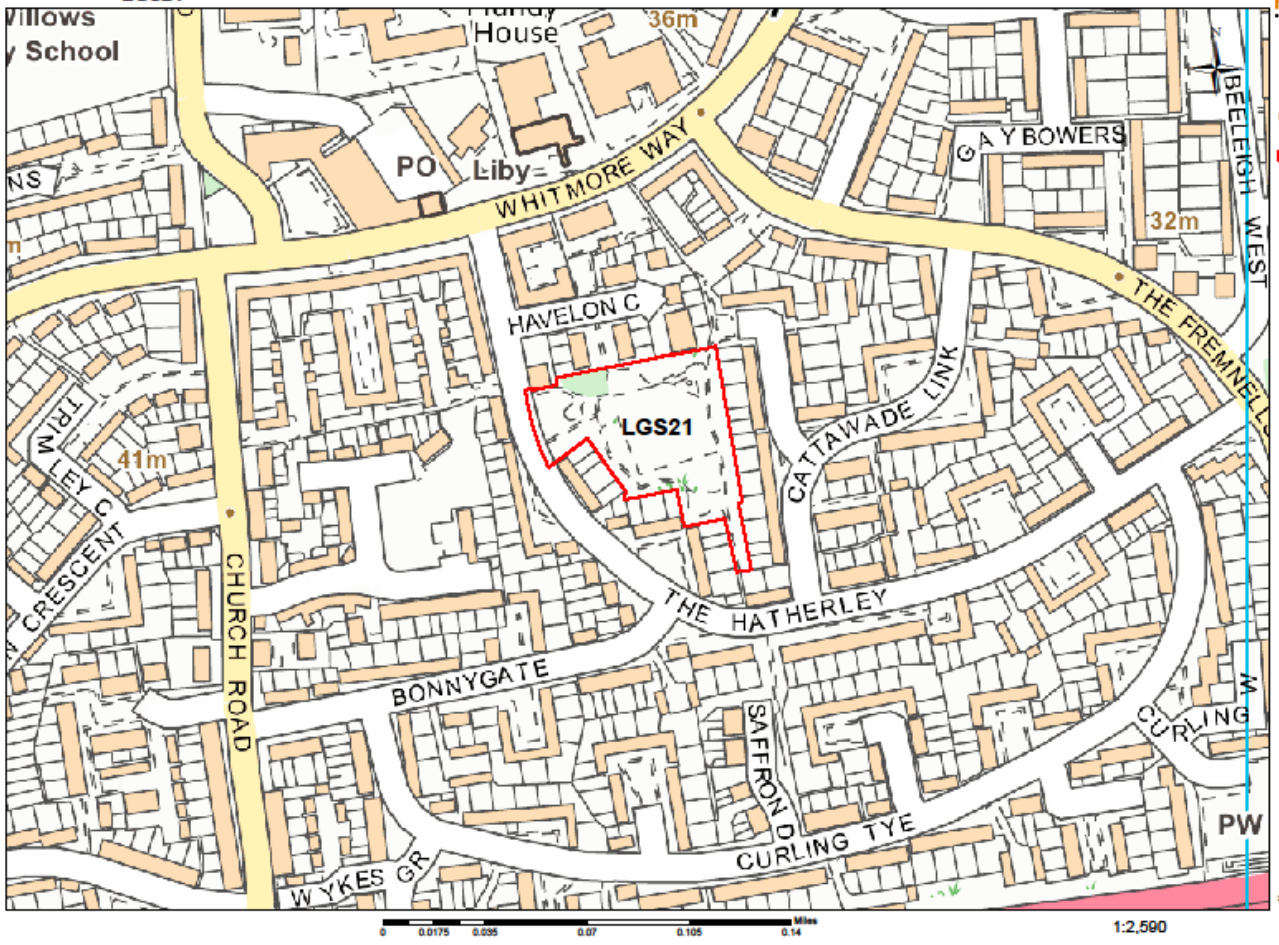 Willows
y School
House
36m
N
BEELEIGH WEST
GAY BOWERS
PO
Liby
WHITMORE WAY
NS
m
32m
HAVELON C
THE FREMNELLS
CATTAWADE LINK
LGS21
TRIMLEY C
41m
N CRESCENT
CHURCH ROAD
THE HATHERLEY
BONNYGATE
SAFFRON D
CURLING
W
PW
CURLING TYE
WYKES GR
0 0.0175 0.035 0.07 0.105 0.14 Miles
1:2,590